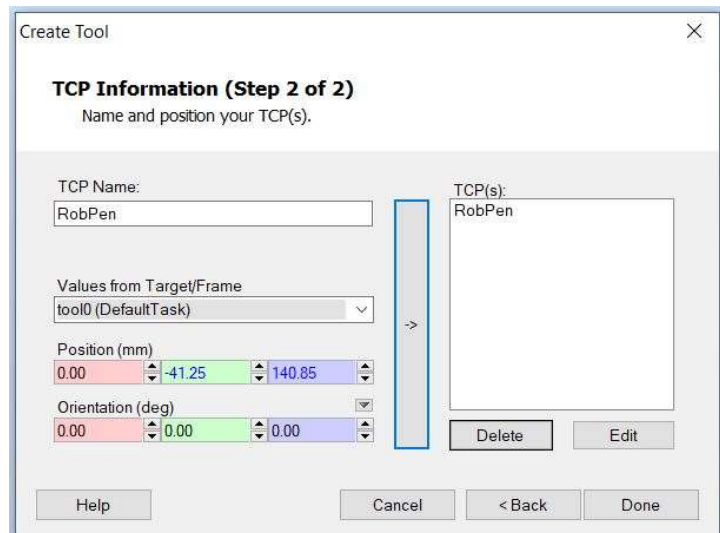 Create Tool
TCP Information (Step 2 of 2)
Name and position your TCP(s).
TCP Name:
RobPen
Values from Target/Frame
tool0 (DefaultTask)
Position (mm)
0.00 -41.25 140.85
Orientation (deg)
0.00 0.00 0.00
->
TCP(s):
RobPen
Delete Edit
Help Cancel < Back Done